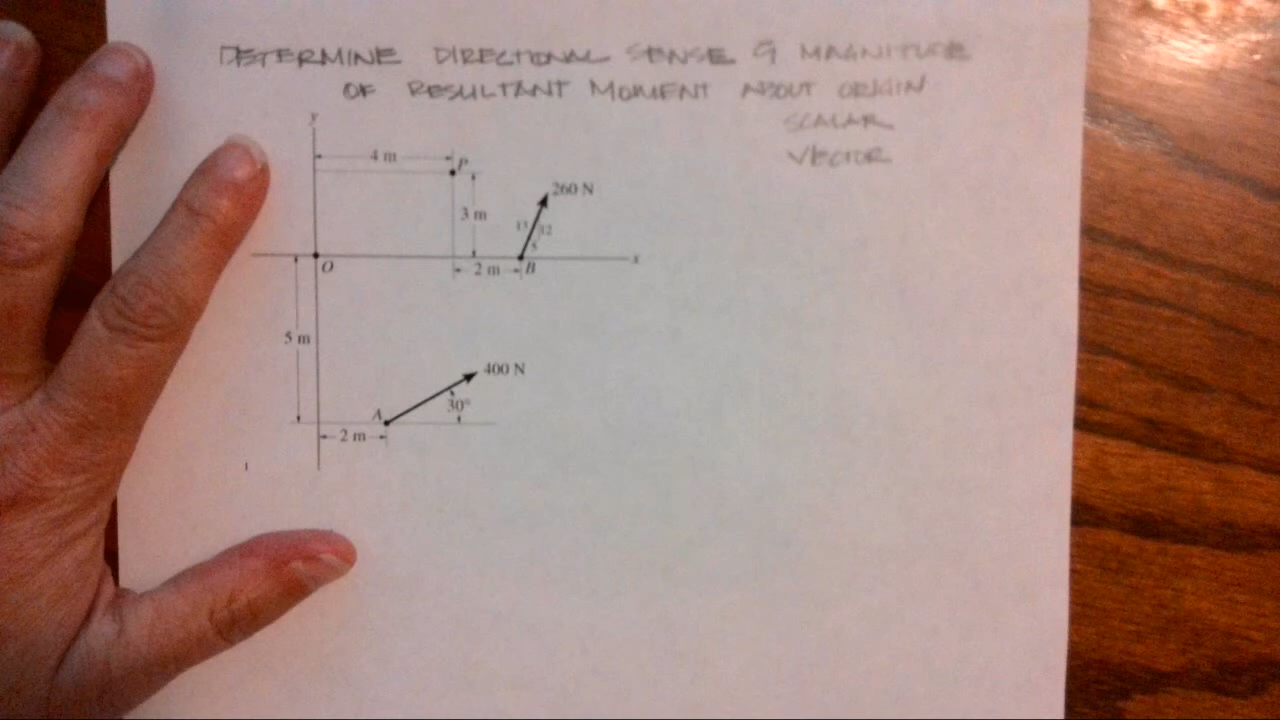 DETERMINE DIRECTIONAL SENSE & MAGNITUDE
OF RESULTANT MOMENT ABOUT ORIGIN
SCALAR
VECTOR
y
4 m
P
260 N
3 m
13
12
5
O
2 m
B
x
5 m
400 N
A
30°
2 m